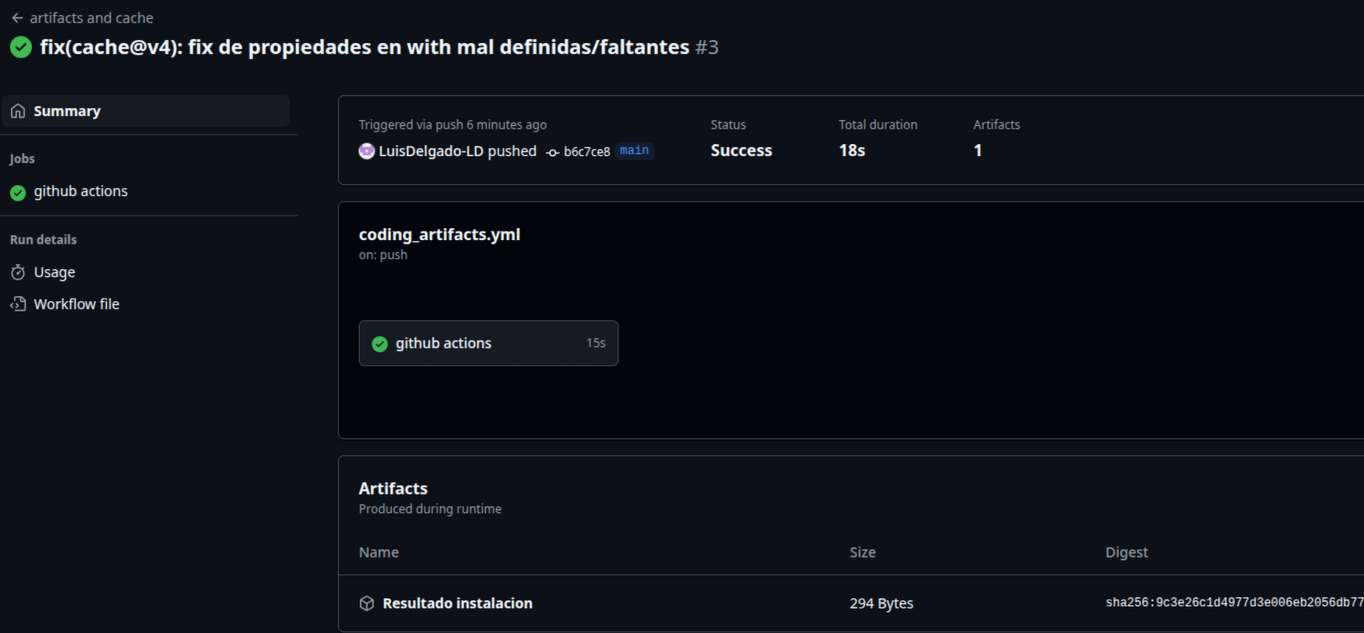 artifacts and cache
fix(cache@v4): fix de propiedades en with mal definidas/faltantes #3
Summary
Jobs
github actions
Run details
Usage
Workflow file
Triggered via push 6 minutes ago
LuisDelgado-LD pushed b6c7ce8 main
Status
Success
Total duration
18s
Artifacts
1
coding_artifacts.yml
on: push
github actions 15s
Artifacts
Produced during runtime
Name Size Digest
Resultado instalacion 294 Bytes sha256:9c3e26c1d4977d3e006eb2056db77